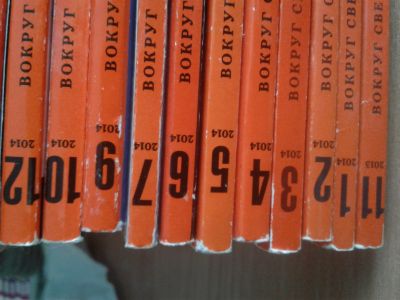 ВОКРУГ 2014 12
ВОКРУГ 2014 10
ВОКРУГ 2014 9
ВОКРУГ 2014 7
ВОКРУГ 2014 6
ВОКРУГ 2014 5
ВОКРУГ С 2014 4
ВОКРУГ С 2014 3
ВОКРУГ С 2014 2
ВОКРУГ СВЕ 2014 1
ВОКРУГ СВЕ 2013 11